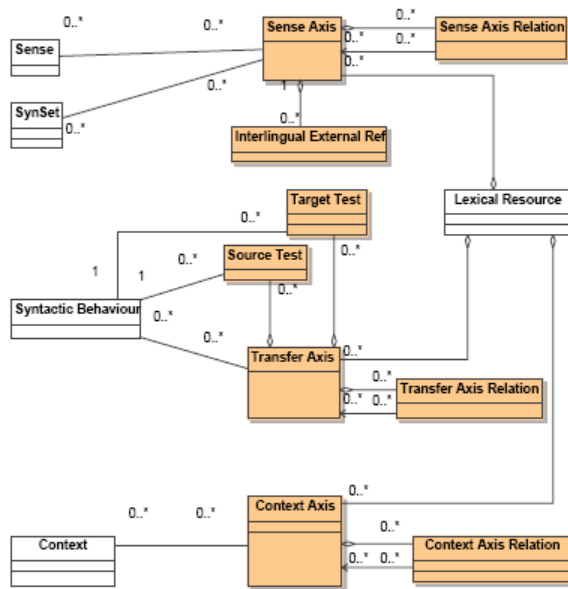 Sense Axis
Sense Axis Relation
0..*
0..*
0..*
0..*
0..*
Sense
0..*
0..*
1
SynSet
0..*
0..*
Interlingual External Ref
Target Test
Lexical Resource
0..*
Source Test
0..*
0..*
1
1
0..*
Syntactic Behaviour
0..*
0..*
Transfer Axis
0..*
0..*
Transfer Axis Relation
0..*
0..*
Context Axis
0..*
0..*
0..*
0..*
Context
Context Axis Relation
0..*
0..*